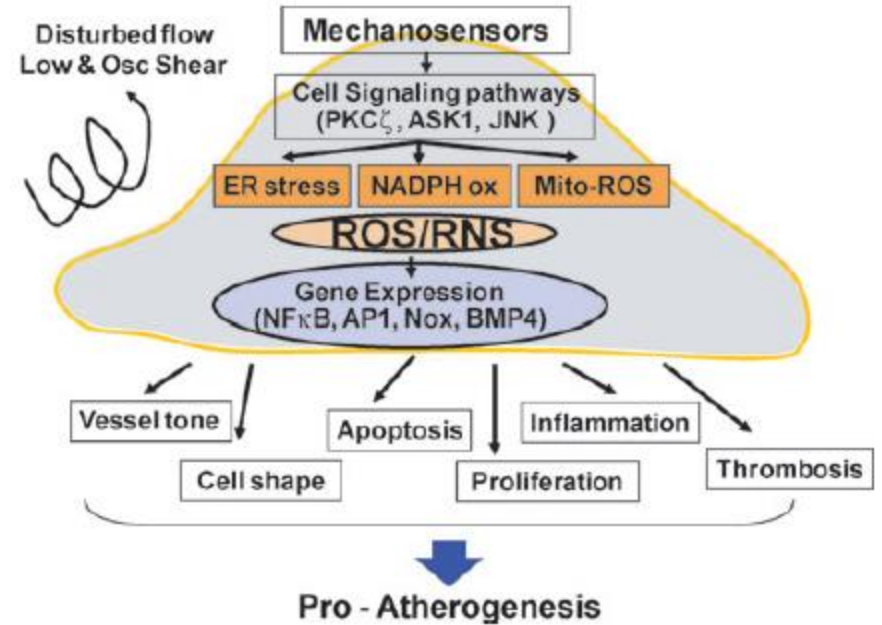 Disturbed flow
Low & Osc Shear
Mechanosensors
Cell Signaling pathways
(PKCζ, ASK1, JNK )
ER stress
NADPH ox
Mito-ROS
ROS/RNS
Gene Expression
(NFκB, AP1, Nox, BMP4)
Vessel tone
Cell shape
Apoptosis
Proliferation
Inflammation
Thrombosis
Pro - Atherogenesis